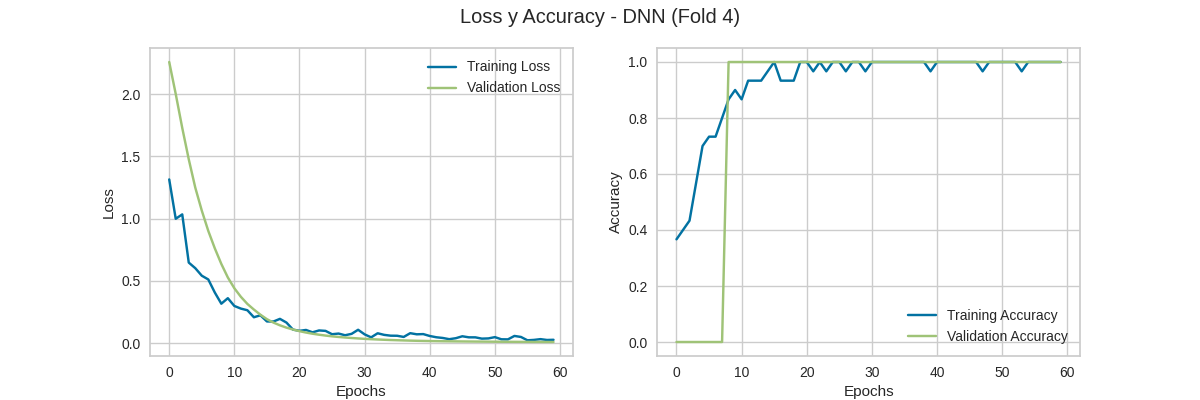 Loss y Accuracy - DNN (Fold 4)
Training Loss
Validation Loss
2.0
1.5
1.0
0.5
0.0
Loss
0 10 20 30 40 50 60
Epochs
1.0
0.8
0.6
0.4
0.2
0.0
Accuracy
Training Accuracy
Validation Accuracy
0 10 20 30 40 50 60
Epochs